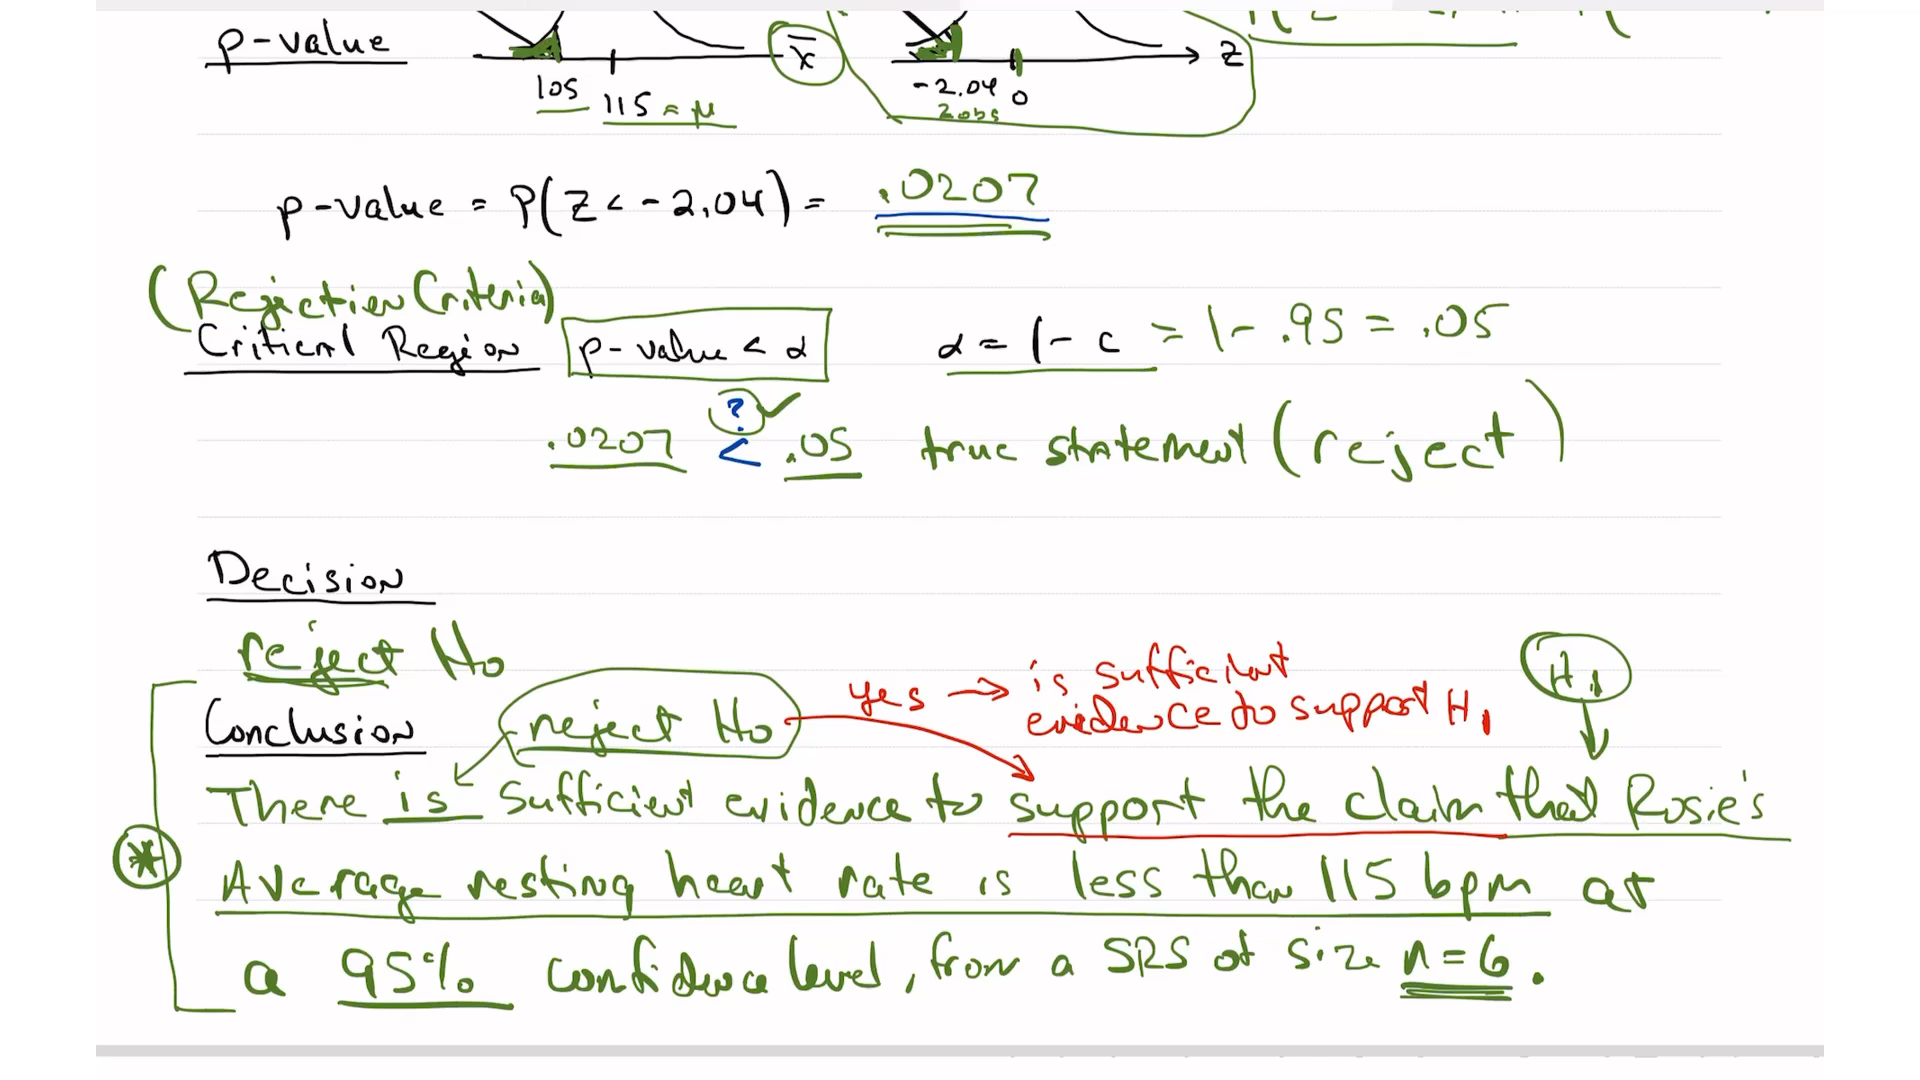 p-value
x̄
z
105
115 = μ
-2.04 0
zobs
p-value = P(Z < -2.04) = .0207
(Rejection Criteria)
Critical Region p-value < α α = 1 - c = 1 - .95 = .05
? ✓
.0207 < .05 true statement (reject)
Decision
reject Ho
H1
yes → is sufficient
evidence to support H1
Conclusion reject Ho
There is sufficient evidence to support the claim that Rosie's
* Average resting heart rate is less than 115 bpm at
a 95% confidence level, from a SRS of size n=6.